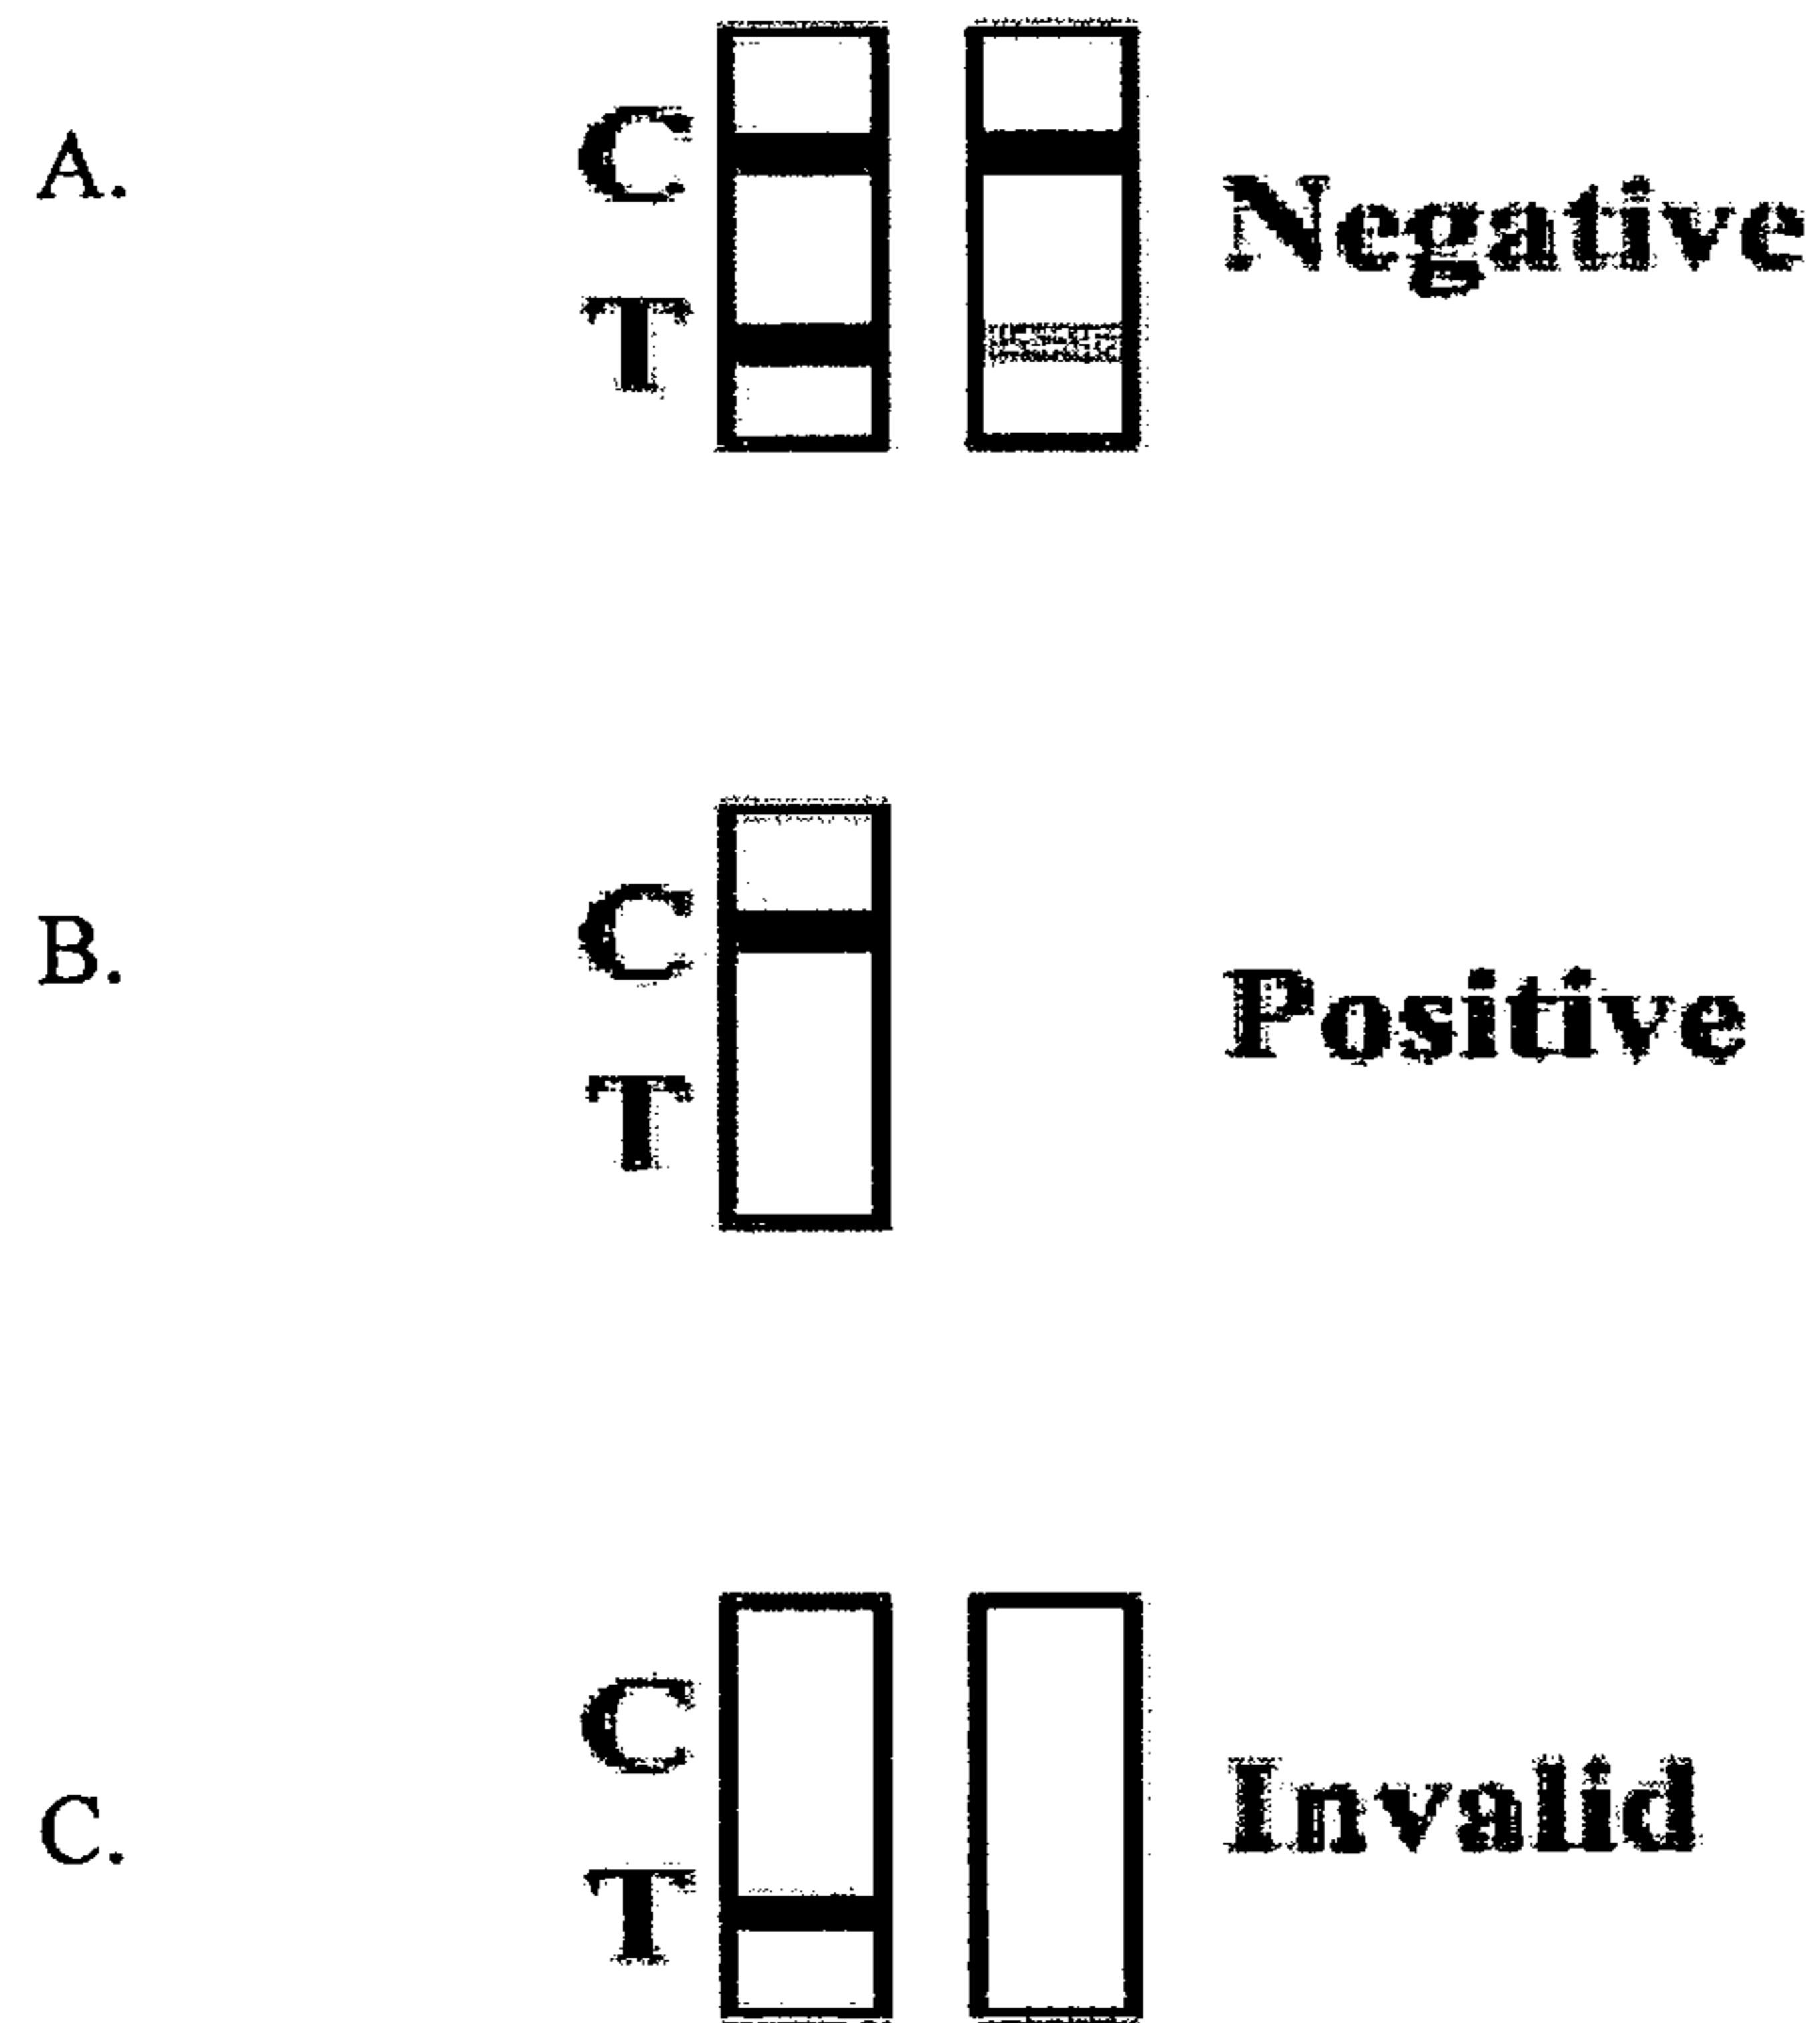 A.
C
T
Negative
B.
C
T
Positive
C.
C
T
Invalid